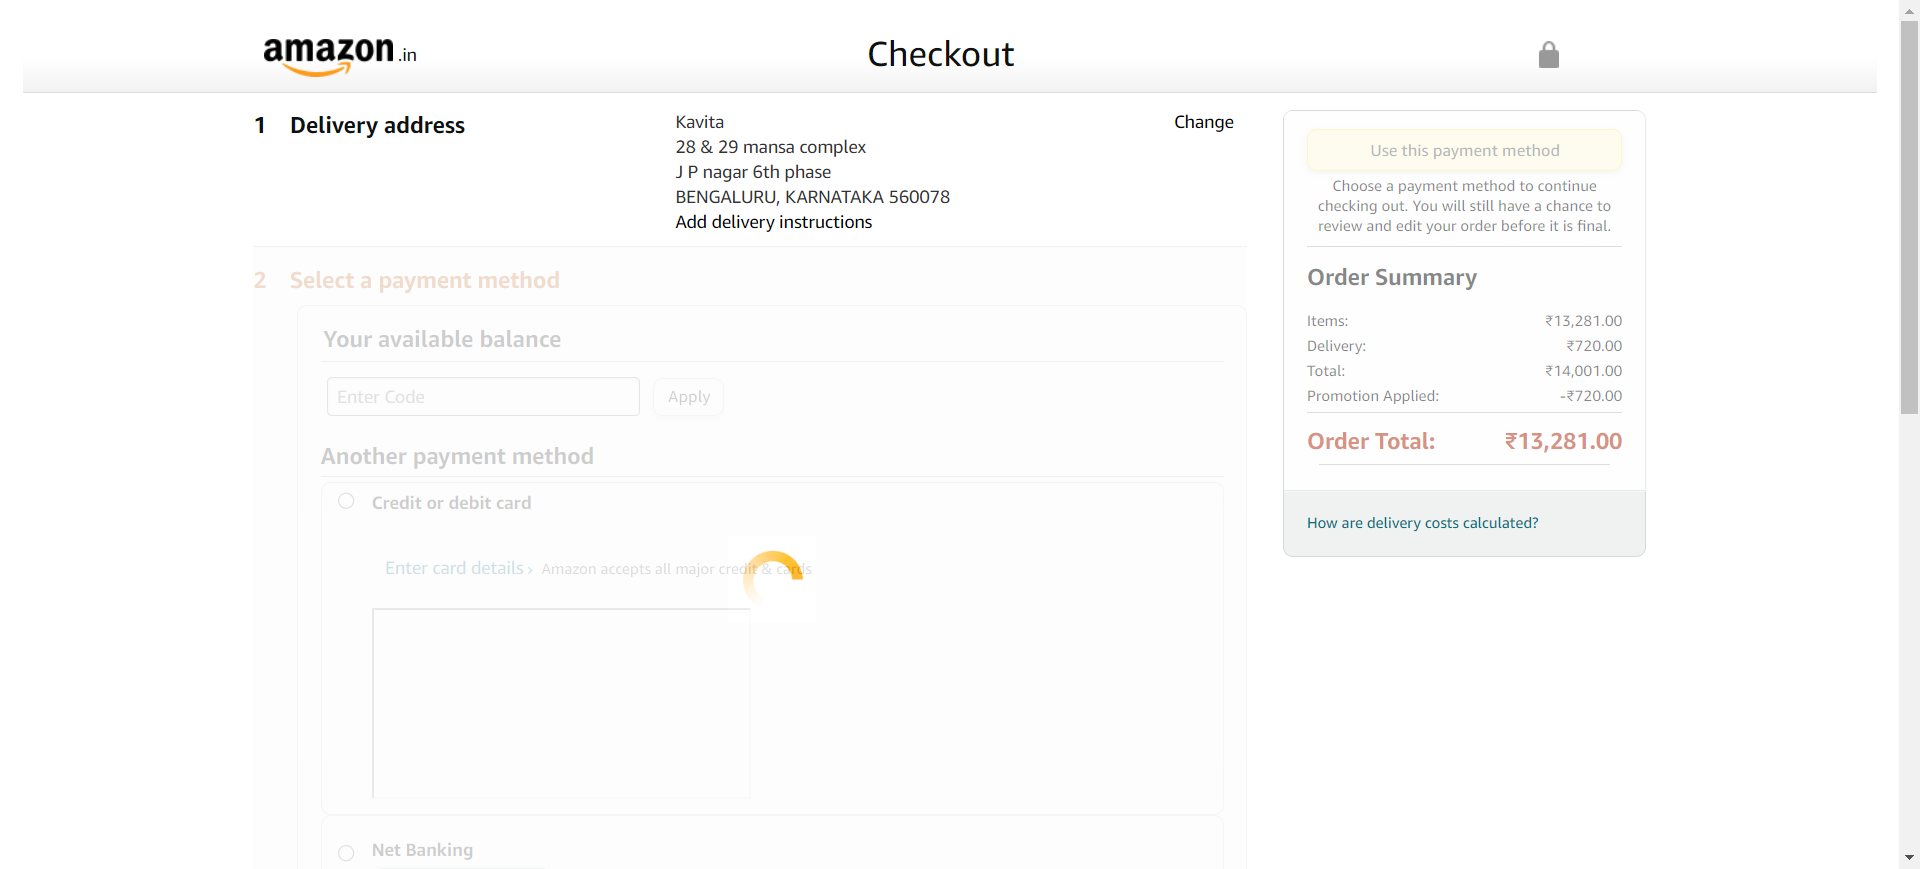 amazon.in
Checkout
1 Delivery address
Kavita
28 & 29 mansa complex
J P nagar 6th phase
BENGALURU, KARNATAKA 560078
Add delivery instructions
Change
2 Select a payment method
Your available balance
Enter Code
Apply
Another payment method
Credit or debit card
Enter card details › Amazon accepts all major credit & cards
Net Banking
Use this payment method
Choose a payment method to continue
checking out. You will still have a chance to
review and edit your order before it is final.
Order Summary
Items: ₹13,281.00
Delivery: ₹720.00
Total: ₹14,001.00
Promotion Applied: -₹720.00
Order Total: ₹13,281.00
How are delivery costs calculated?